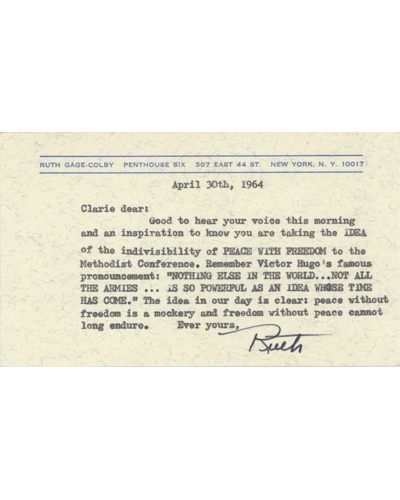 RUTH GAGE-COLBY PENTHOUSE SIX 307 EAST 44 ST. NEW YORK, N. Y. 10017
April 30th, 1964
Clarie dear:
Good to hear your voice this morning
and an inspiration to know you are taking the IDEA
of the indivisibility of PEACE WITH FREEDOM to the
Methodist Conference. Remember Victor Hugo's famous
pronouncement: "NOTHING ELSE IN THE WORLD...NOT ALL
THE ARMIES ... IS SO POWERFUL AS AN IDEA WHOSE TIME
HAS COME." The idea in our day is clear: peace without
freedom is a mockery and freedom without peace cannot
long endure. Ever yours,
Ruth